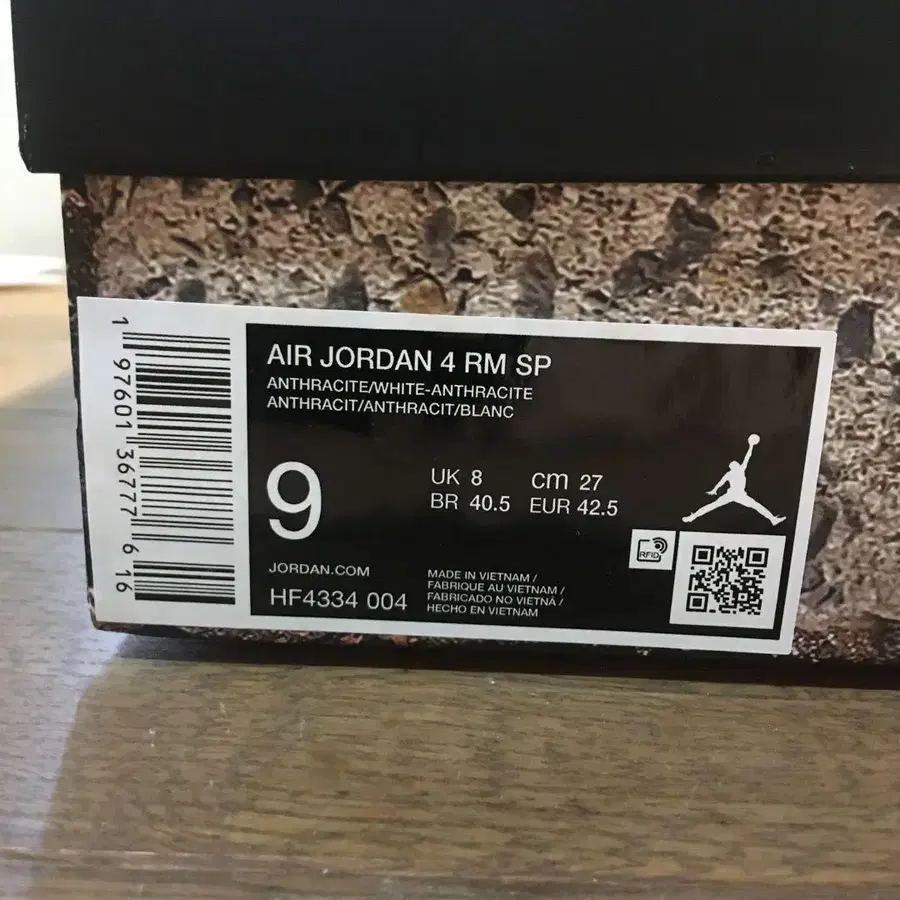 AIR JORDAN 4 RM SP
ANTHRACITE/WHITE-ANTHRACITE
ANTHRACIT/ANTHRACIT/BLANC
9
UK 8 cm 27
BR 40.5 EUR 42.5
JORDAN.COM
HF4334 004
MADE IN VIETNAM /
FABRIQUE AU VIETNAM /
FABRICADO NO VIETNÃ /
HECHO EN VIETNAM
RFID
1 97601 36777 6 16